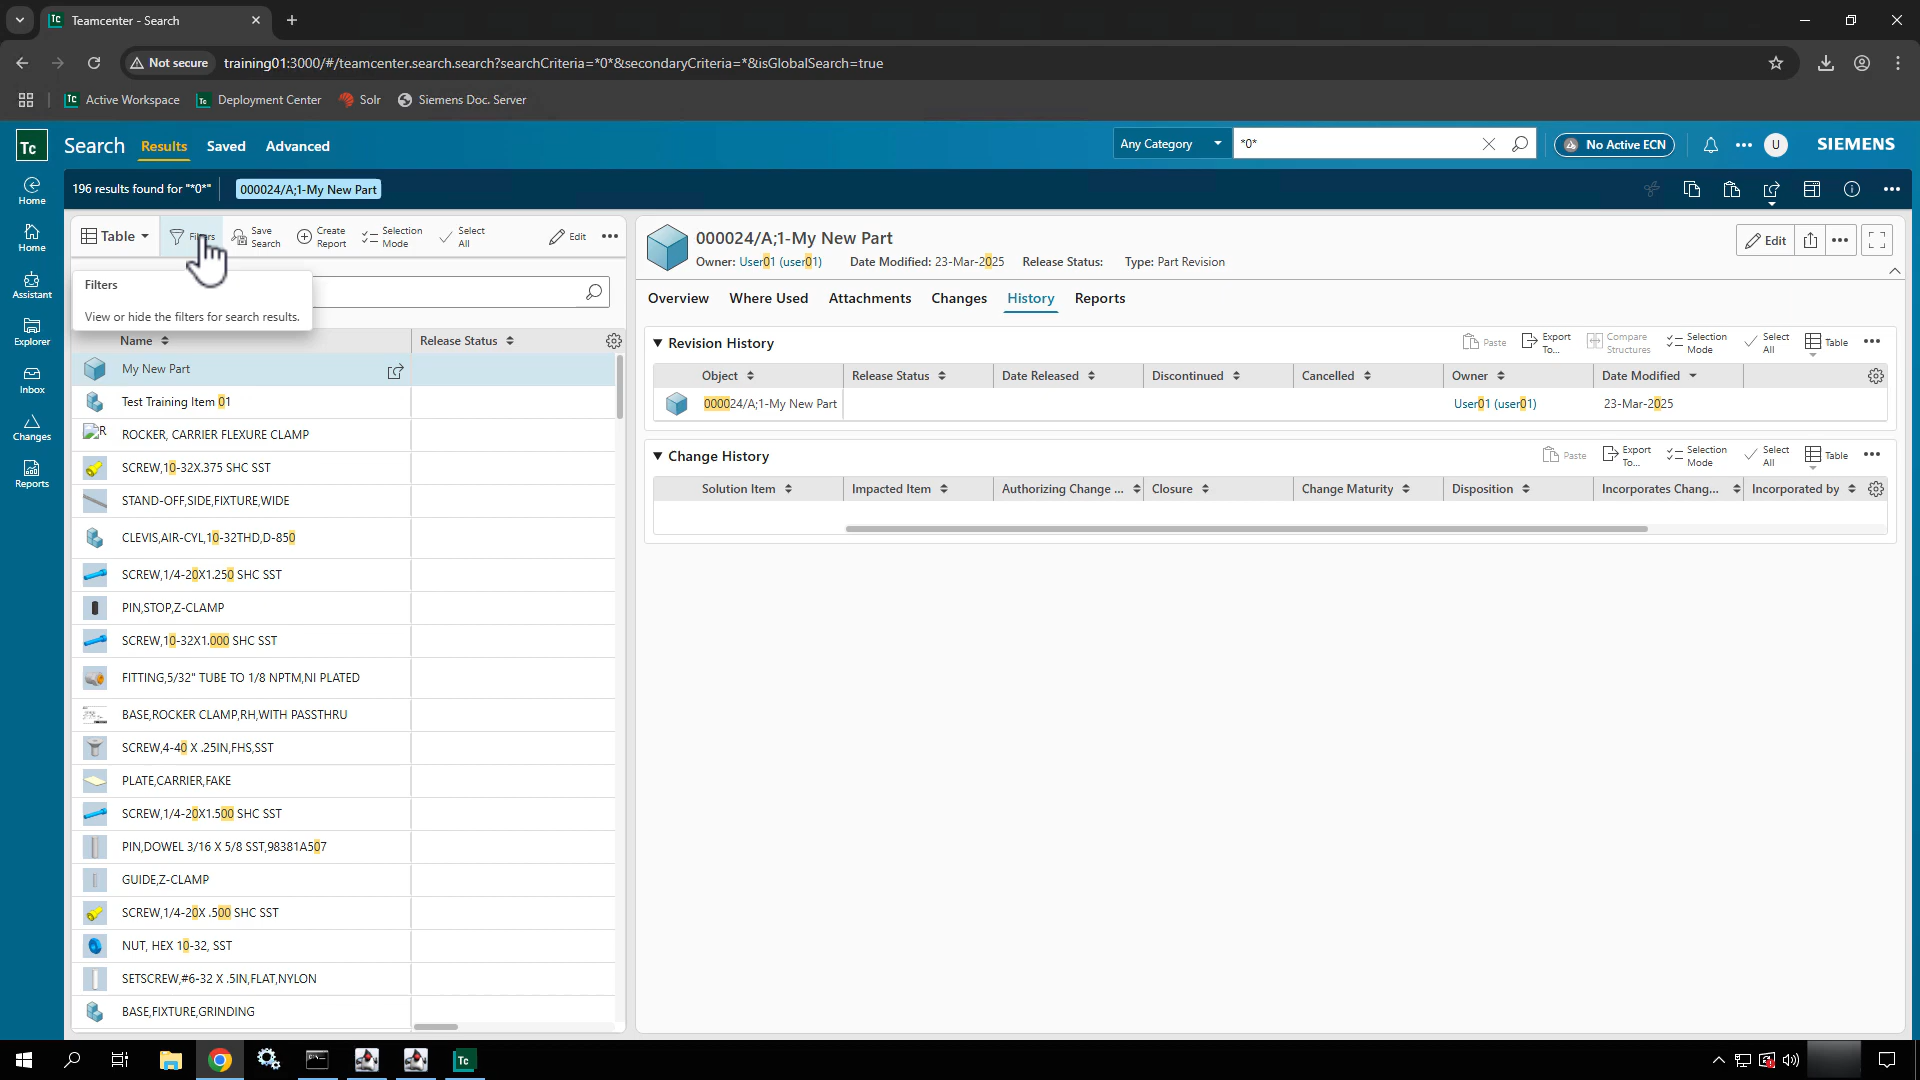 Teamcenter - Search
Not secure
training01:3000/#/teamcenter.search.search?searchCriteria=*0*&secondaryCriteria=*&isGlobalSearch=true
Active Workspace
Deployment Center
Solr
Siemens Doc. Server
Tc
Search
Results
Saved
Advanced
Any Category
*0*
No Active ECN
U
SIEMENS
Home
196 results found for "*0*"
000024/A;1-My New Part
Home
Assistant
Explorer
Inbox
Changes
Reports
Table
Filters
Save Search
Create Report
Selection Mode
Select All
Edit
Filters
View or hide the filters for search results.
Name
Release Status
My New Part
Test Training Item 01
ROCKER, CARRIER FLEXURE CLAMP
SCREW,10-32X.375 SHC SST
STAND-OFF,SIDE,FIXTURE,WIDE
CLEVIS,AIR-CYL,10-32THD,D-850
SCREW,1/4-20X1.250 SHC SST
PIN,STOP,Z-CLAMP
SCREW,10-32X1.000 SHC SST
FITTING,5/32" TUBE TO 1/8 NPTM,NI PLATED
BASE,ROCKER CLAMP,RH,WITH PASSTHRU
SCREW,4-40 X .25IN,FHS,SST
PLATE,CARRIER,FAKE
SCREW,1/4-20X1.500 SHC SST
PIN,DOWEL 3/16 X 5/8 SST,98381A507
GUIDE,Z-CLAMP
SCREW,1/4-20X .500 SHC SST
NUT, HEX 10-32, SST
SETSCREW,#6-32 X .5IN,FLAT,NYLON
BASE,FIXTURE,GRINDING
000024/A;1-My New Part
Owner: User01 (user01) Date Modified: 23-Mar-2025 Release Status: Type: Part Revision
Edit
Overview
Where Used
Attachments
Changes
History
Reports
Revision History
Paste
Export To...
Compare Structures
Selection Mode
Select All
Table
Object
Release Status
Date Released
Discontinued
Cancelled
Owner
Date Modified
000024/A;1-My New Part
User01 (user01)
23-Mar-2025
Change History
Paste
Export To...
Selection Mode
Select All
Table
Solution Item
Impacted Item
Authorizing Change ...
Closure
Change Maturity
Disposition
Incorporates Chang...
Incorporated by
Tc